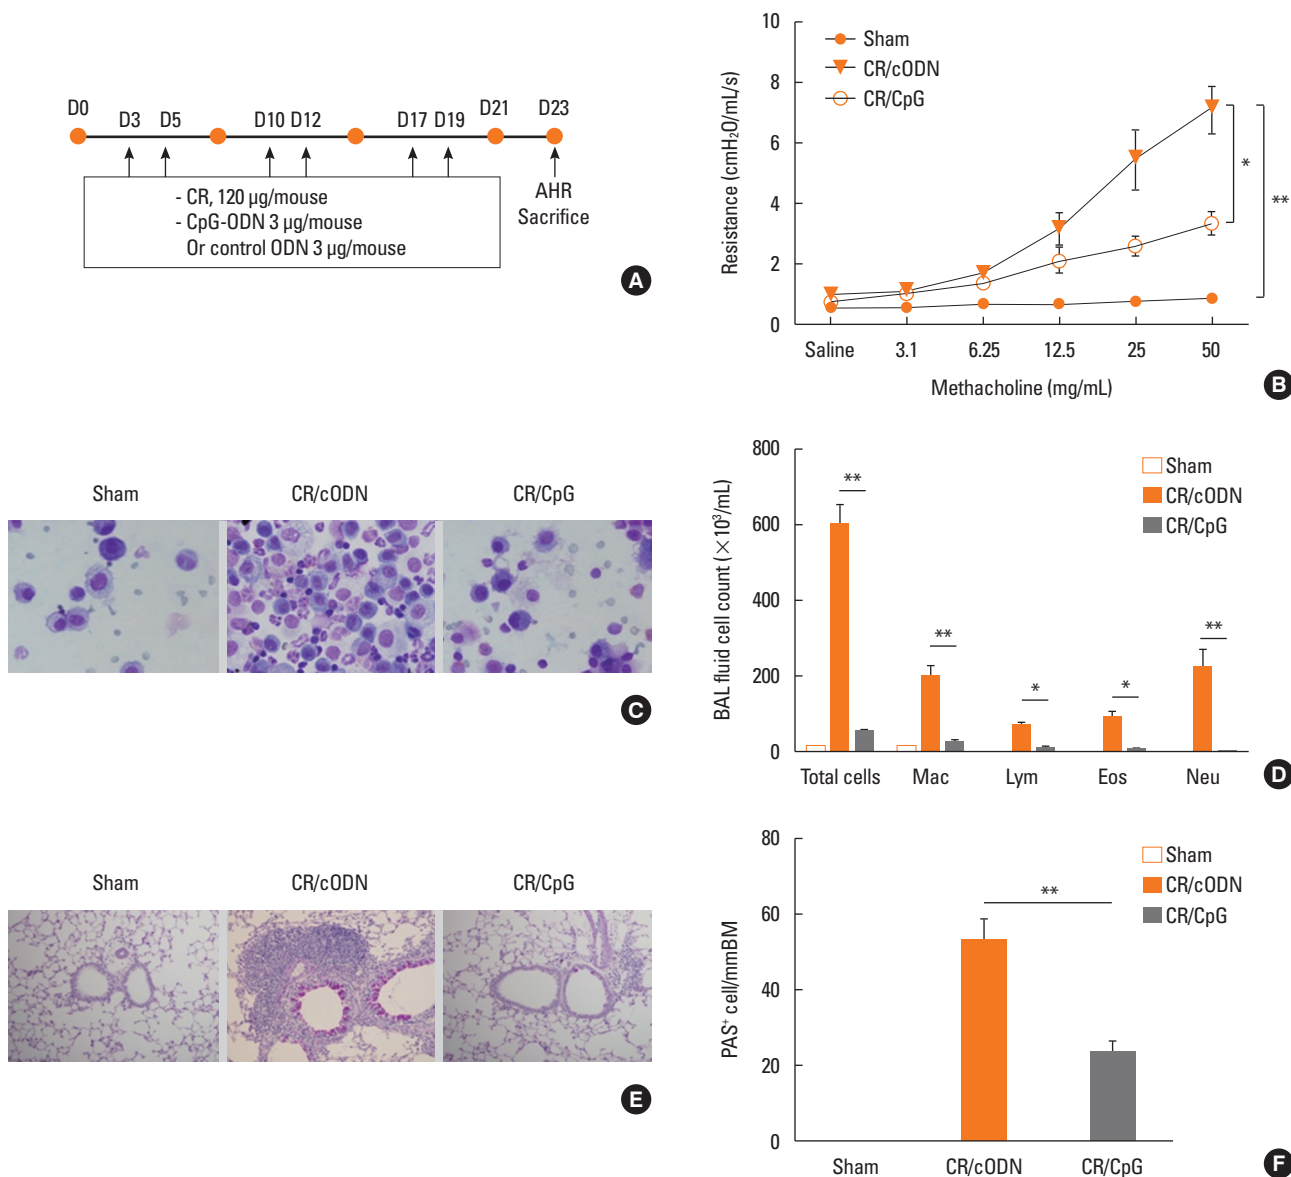 D0
D3
D5
D10
D12
D17
D19
D21
D23
- CR, 120 µg/mouse
- CpG-ODN 3 µg/mouse
Or control ODN 3 µg/mouse
AHR
Sacrifice
A
10
8
6
4
2
0
Resistance (cmH₂O/mL/s)
Sham
CR/cODN
CR/CpG
*
**
Saline
3.1
6.25
12.5
25
50
Methacholine (mg/mL)
B
Sham
CR/cODN
CR/CpG
C
800
600
400
200
0
BAL fluid cell count (×10³/mL)
Sham
CR/cODN
CR/CpG
**
**
*
*
**
Total cells
Mac
Lym
Eos
Neu
D
Sham
CR/cODN
CR/CpG
E
80
60
40
20
0
PAS⁺ cell/mmBM
Sham
CR/cODN
CR/CpG
**
Sham
CR/cODN
CR/CpG
F